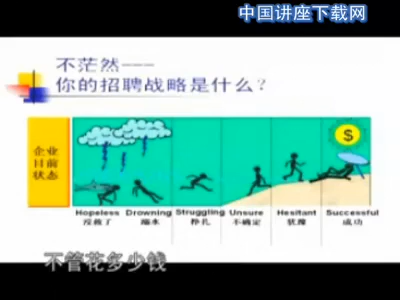 中国讲座下载网
不茫然---
你的招聘战略是什么？
企业
目前
状态
Hopeless Drowning Struggling Unsure Hesitant Successful
没救了 溺水 挣扎 不确定 犹豫 成功
$
不管花多少钱